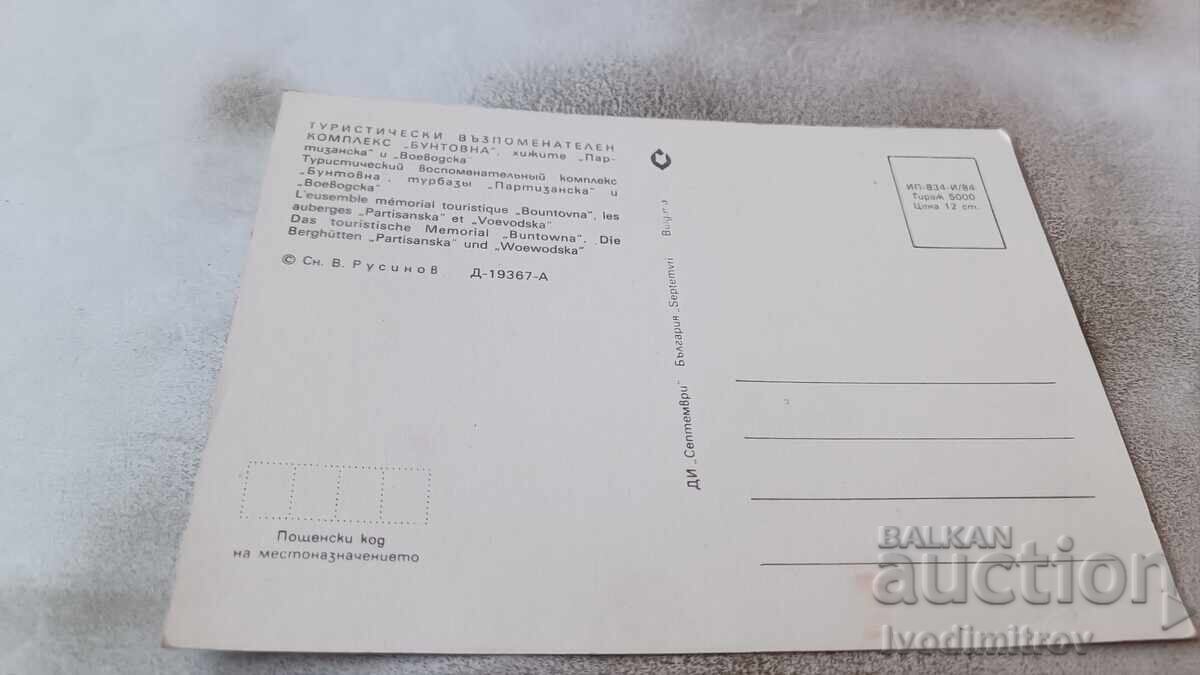 ТУРИСТИЧЕСКИ ВЪЗПОМЕНАТЕЛЕН
КОМПЛЕКС „БУНТОВНА", хижите „Пар-
тизанска" и „Воеводска"
Туристический воспоменательный комплекс
„Бунтовна, турбазы „Партизанска" и
„Воеводска"
L'eusemble mémorial touristique „Bountovna", les
auberges „Partisanska" et „Voevodska"
Das touristische Memorial „Buntowna", Die
Berghütten „Partisanska" und „Woewodska"
© Сн. В. Русинов Д-19367-А
Пощенски код
на местоназначението
ДИ „Септември" България „Septemvri
ИП-834-И/84
Тираж 5000
Цена 12 ст.
BALKAN
auction
Ivodimitrov